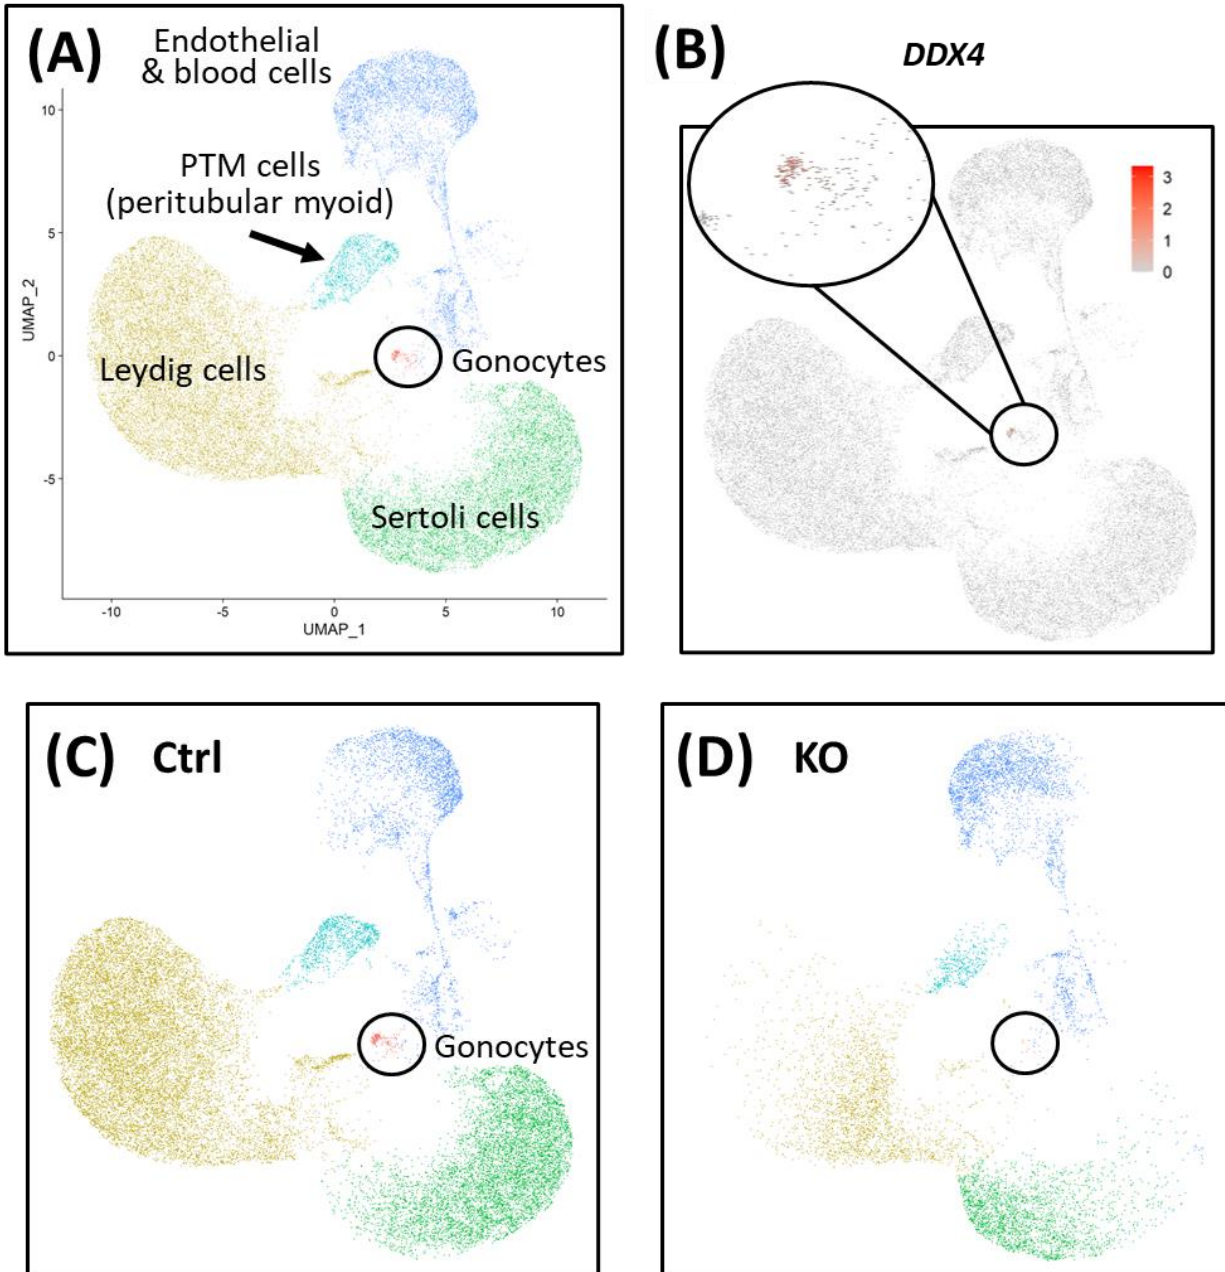 (A)
Endothelial
& blood cells
PTM cells
(peritubular myoid)
Leydig cells
Gonocytes
Sertoli cells
10
5
0
-5
UMAP_2
-10
-5
0
5
10
UMAP_1
(B)
DDX4
3
2
1
0
(C) Ctrl
Gonocytes
(D) KO